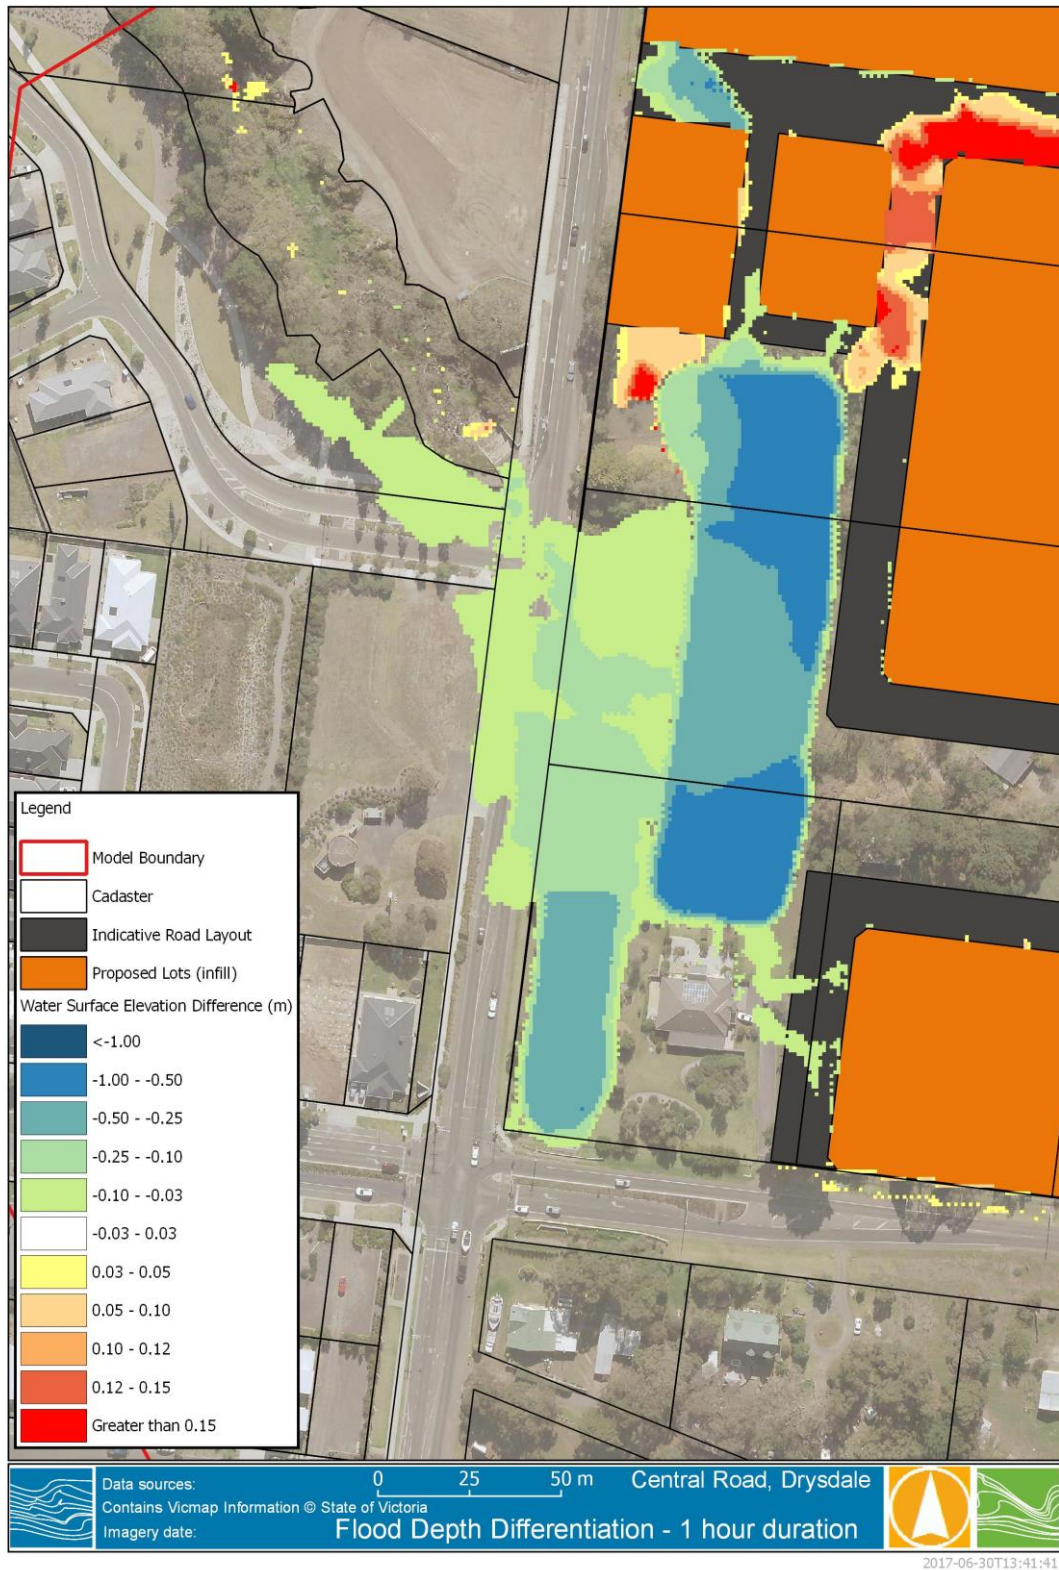 Legend
Model Boundary
Cadaster
Indicative Road Layout
Proposed Lots (infill)
Water Surface Elevation Difference (m)
<-1.00
-1.00 - -0.50
-0.50 - -0.25
-0.25 - -0.10
-0.10 - -0.03
-0.03 - 0.03
0.03 - 0.05
0.05 - 0.10
0.10 - 0.12
0.12 - 0.15
Greater than 0.15
Data sources:
Contains Vicmap Information © State of Victoria
Imagery date:
0 25 50 m
Central Road, Drysdale
Flood Depth Differentiation - 1 hour duration
2017-06-30T13:41:41